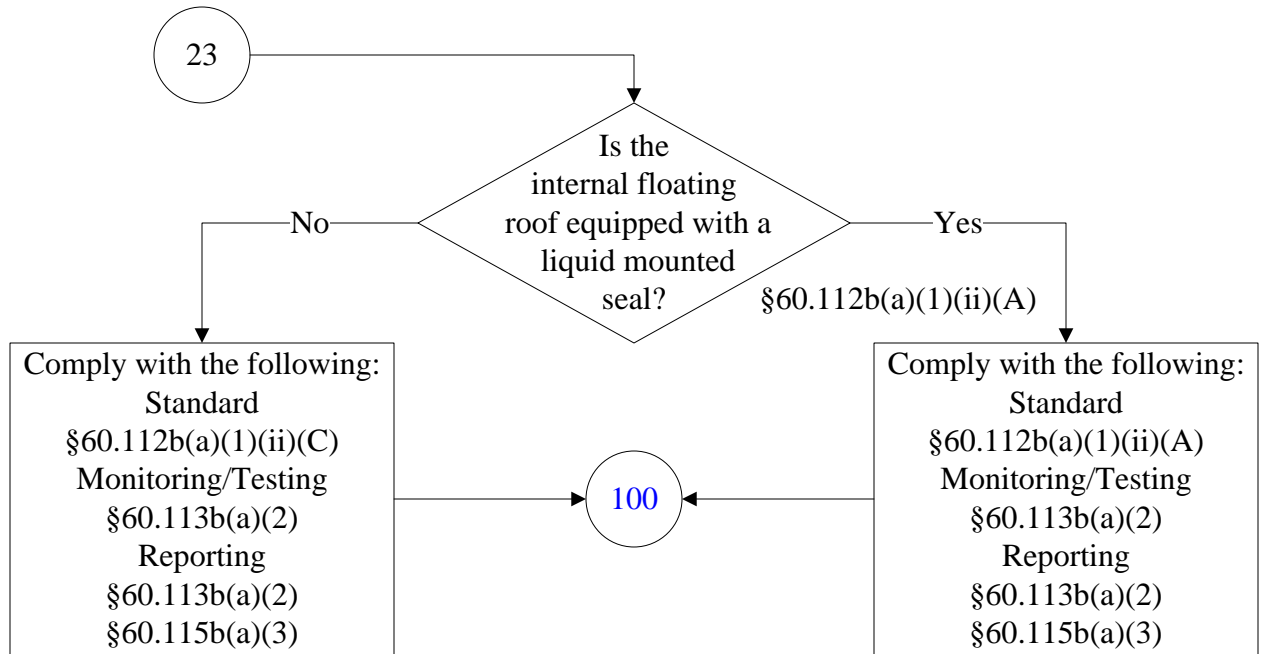 23
Is the
internal floating
roof equipped with a
liquid mounted
seal?
No
Yes
§60.112b(a)(1)(ii)(A)
Comply with the following:
Standard
§60.112b(a)(1)(ii)(C)
Monitoring/Testing
§60.113b(a)(2)
Reporting
§60.113b(a)(2)
§60.115b(a)(3)
100
Comply with the following:
Standard
§60.112b(a)(1)(ii)(A)
Monitoring/Testing
§60.113b(a)(2)
Reporting
§60.113b(a)(2)
§60.115b(a)(3)